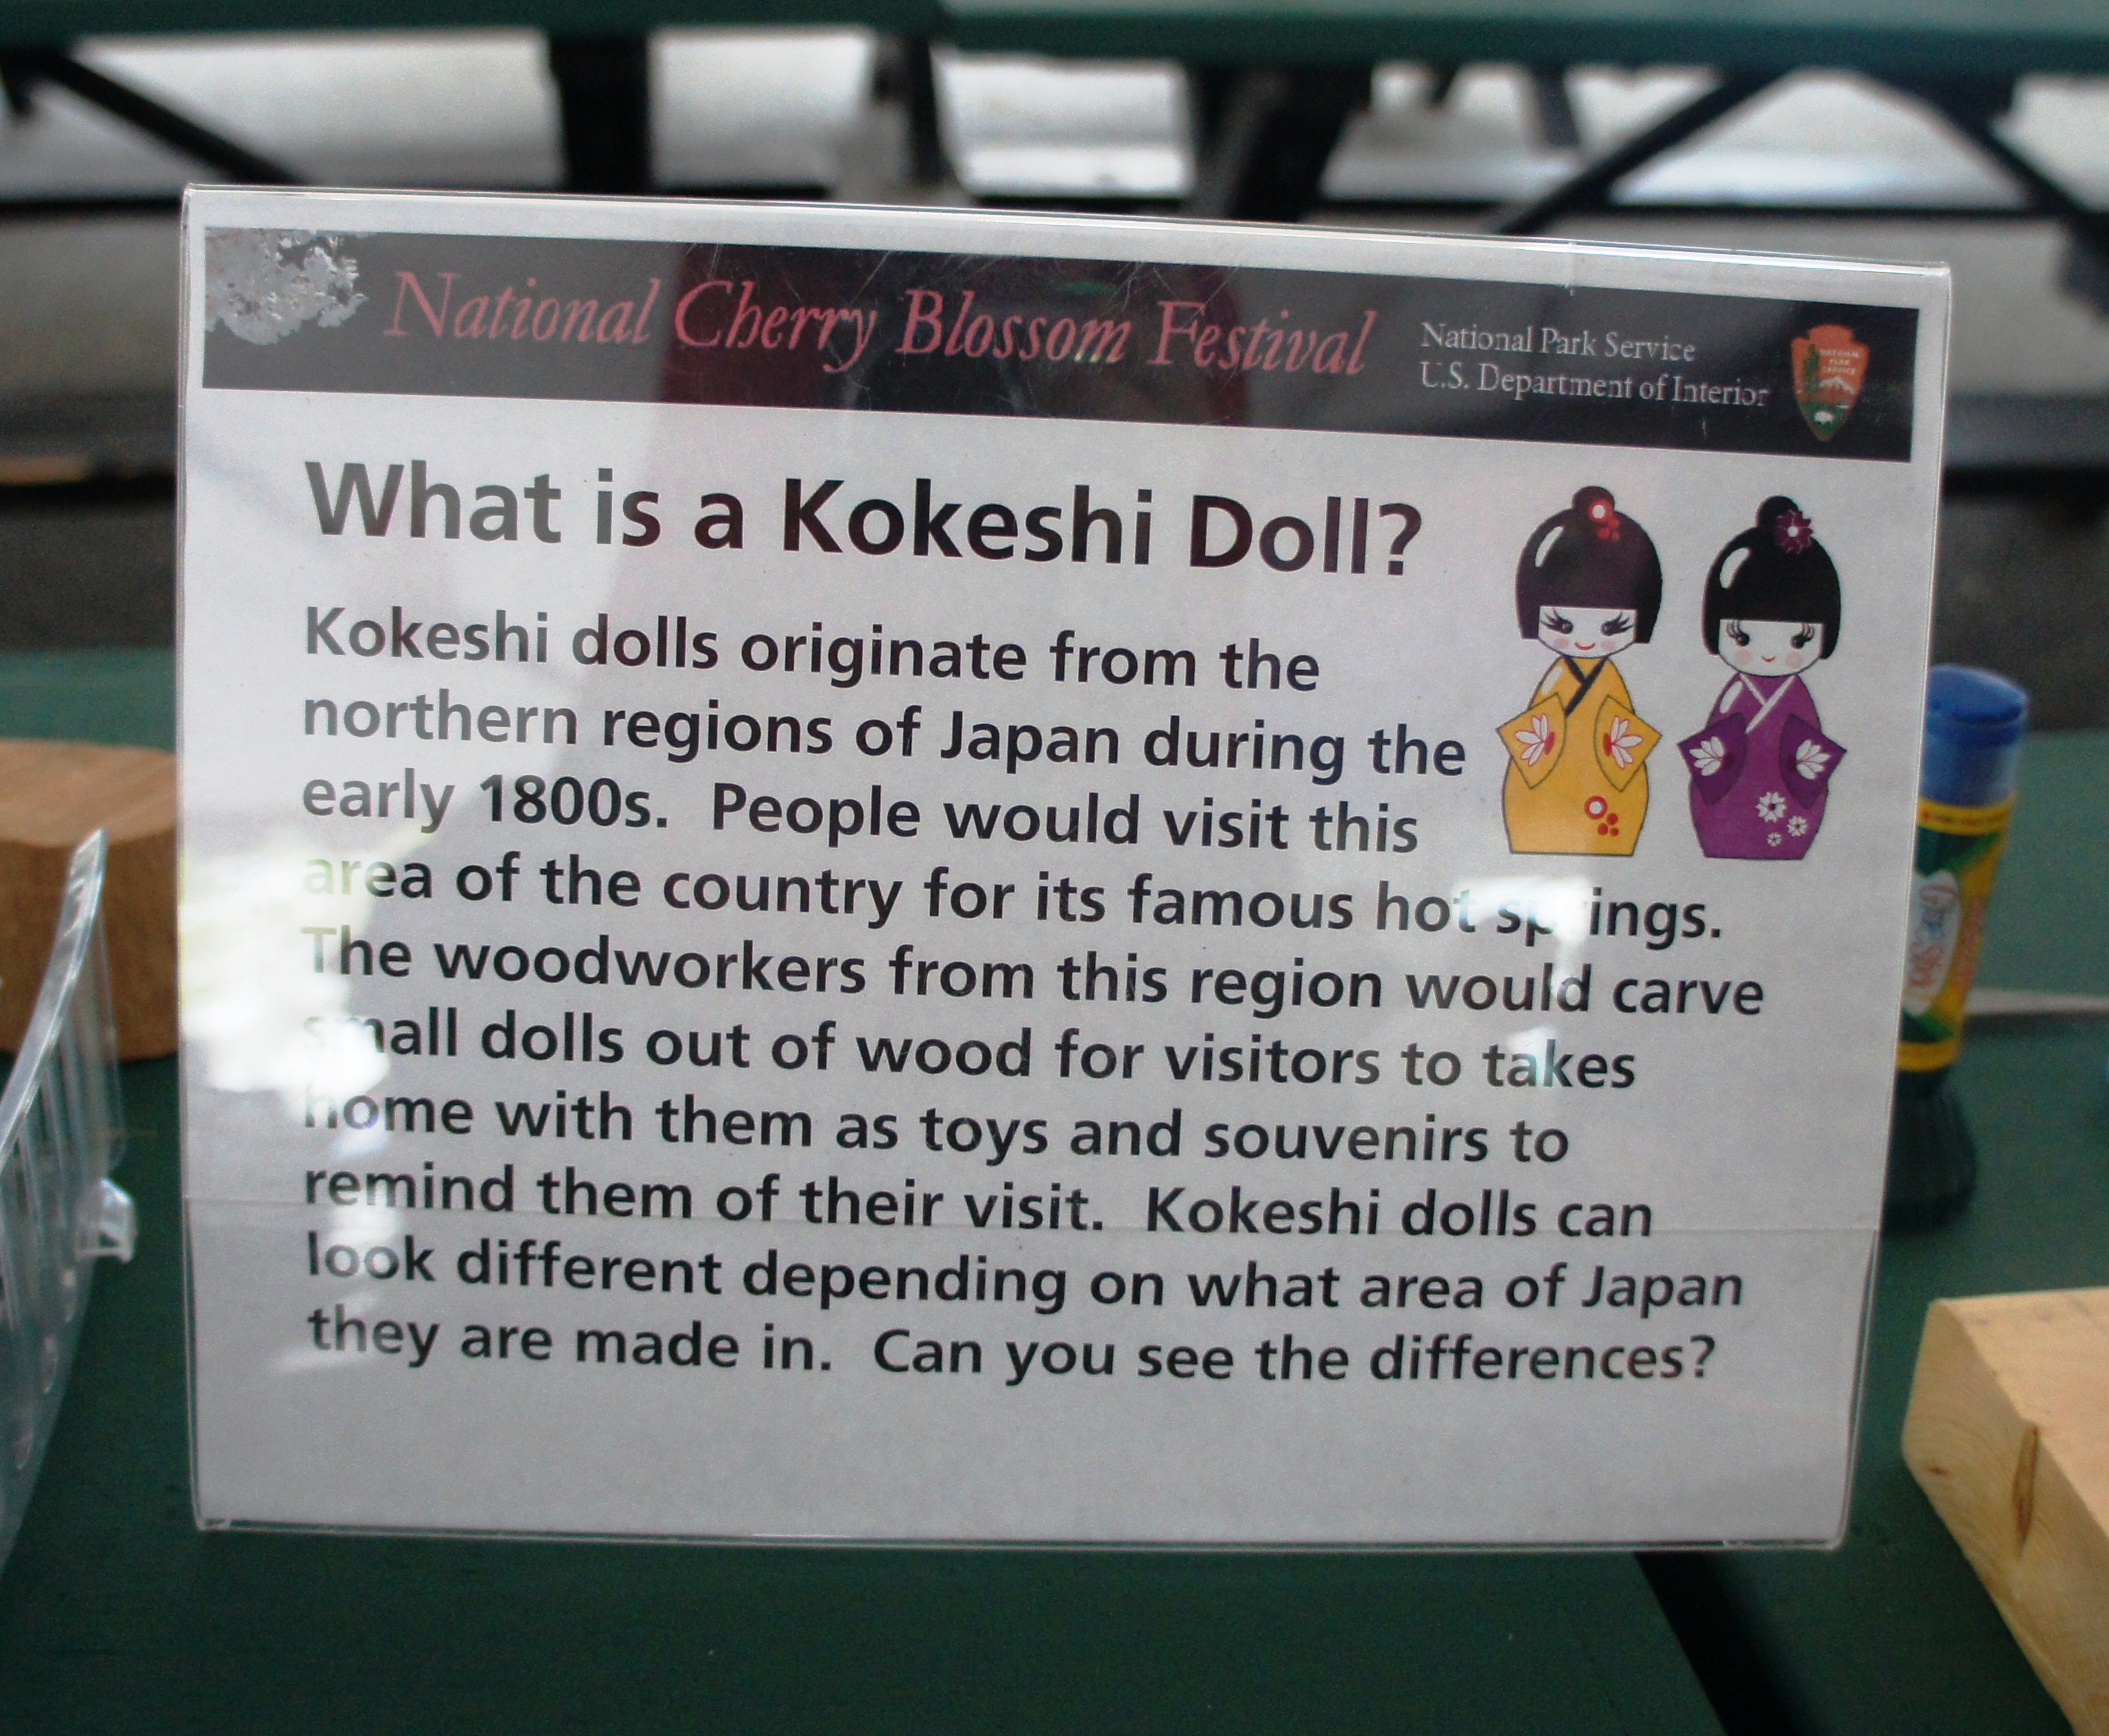 National Cherry Blossom Festival
National Park Service
U.S. Department of Interior
NATIONAL
PARK
SERVICE
What is a Kokeshi Doll?
Kokeshi dolls originate from the
northern regions of Japan during the
early 1800s. People would visit this
area of the country for its famous hot springs.
The woodworkers from this region would carve
small dolls out of wood for visitors to takes
home with them as toys and souvenirs to
remind them of their visit. Kokeshi dolls can
look different depending on what area of Japan
they are made in. Can you see the differences?